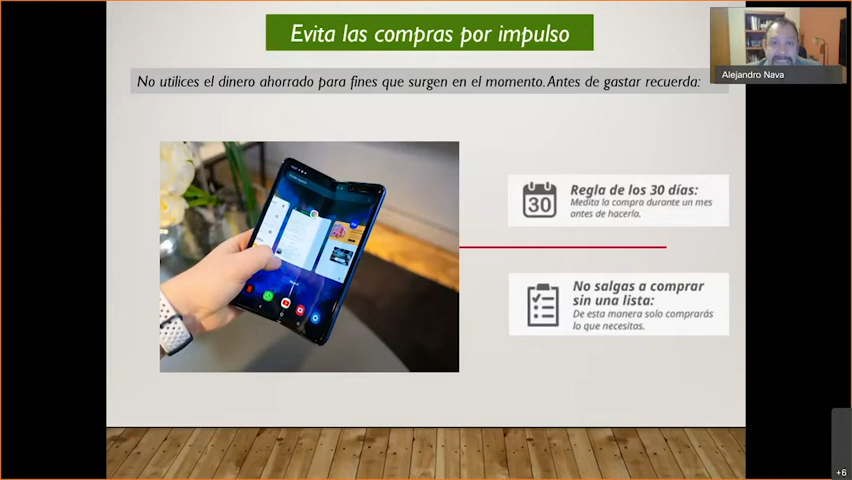 Evita las compras por impulso
Alejandro Nava
No utilices el dinero ahorrado para fines que surgen en el momento. Antes de gastar recuerda:
30
Regla de los 30 días:
Medita la compra durante un mes
antes de hacerla.
No salgas a comprar
sin una lista:
De esta manera solo comprarás
lo que necesitas.
+6